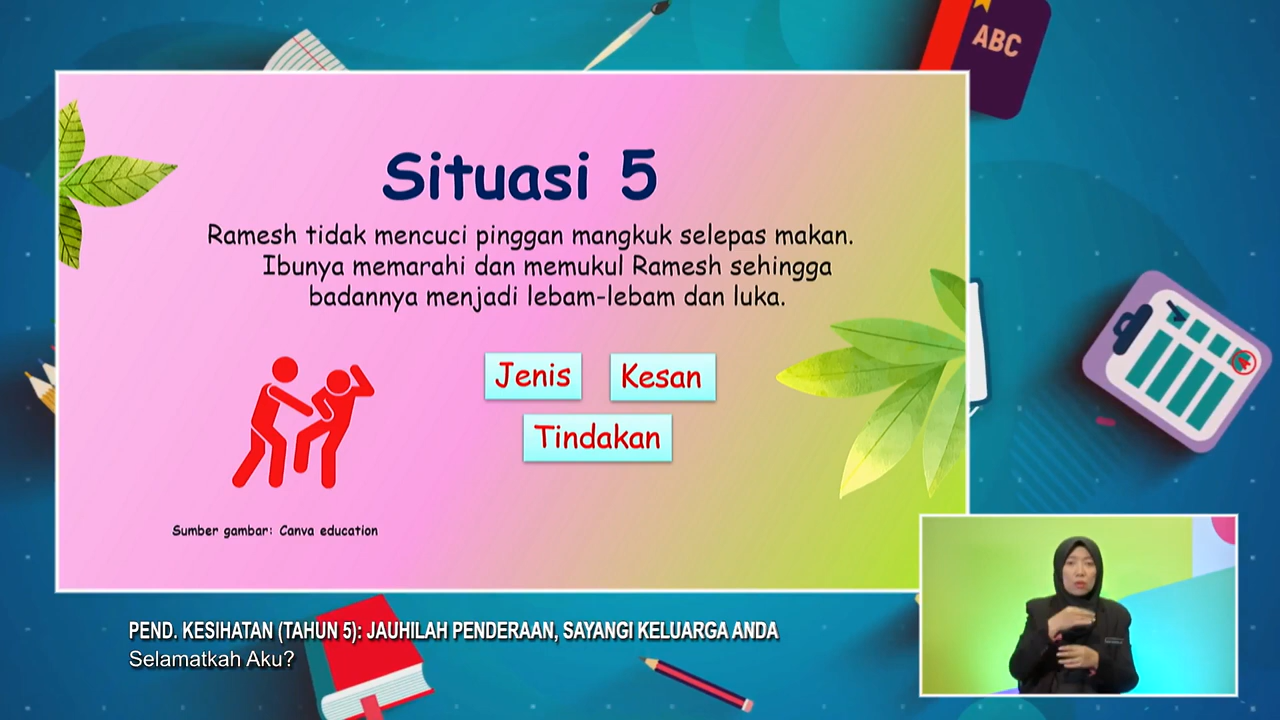 ABC
Situasi 5
Ramesh tidak mencuci pinggan mangkuk selepas makan.
Ibunya memarahi dan memukul Ramesh sehingga
badannya menjadi lebam-lebam dan luka.
Jenis
Kesan
Tindakan
Sumber gambar: Canva education
PEND. KESIHATAN (TAHUN 5): JAUHILAH PENDERAAN, SAYANGI KELUARGA ANDA
Selamatkah Aku?